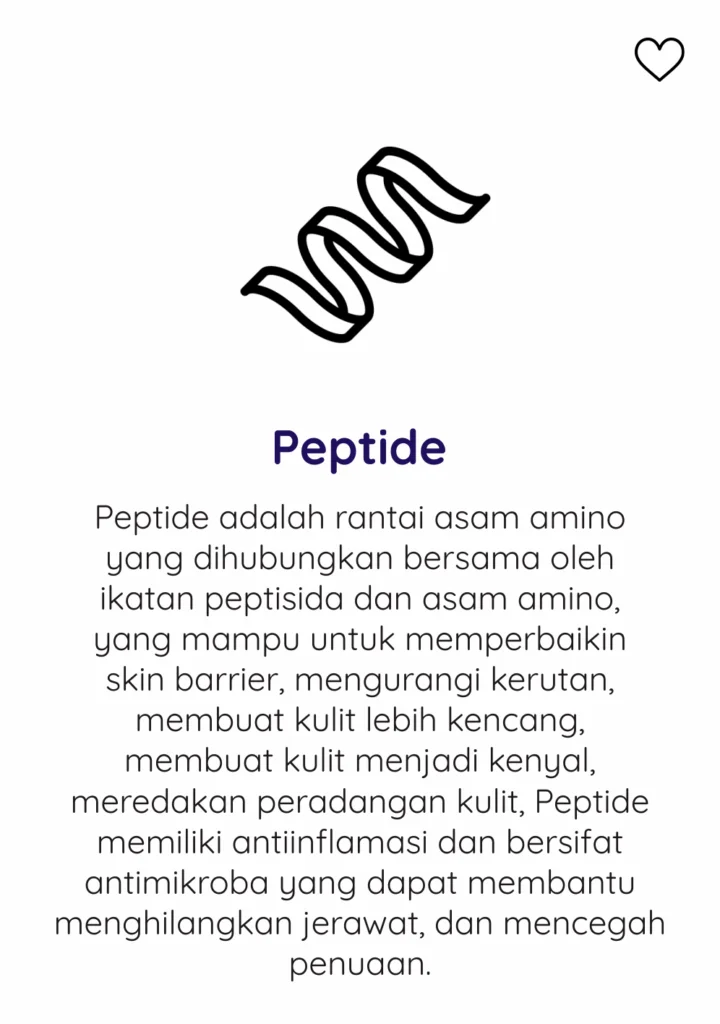 Peptide
Peptide adalah rantai asam amino
yang dihubungkan bersama oleh
ikatan peptisida dan asam amino,
yang mampu untuk memperbaikin
skin barrier, mengurangi kerutan,
membuat kulit lebih kencang,
membuat kulit menjadi kenyal,
meredakan peradangan kulit, Peptide
memiliki antiinflamasi dan bersifat
antimikroba yang dapat membantu
menghilangkan jerawat, dan mencegah
penuaan.